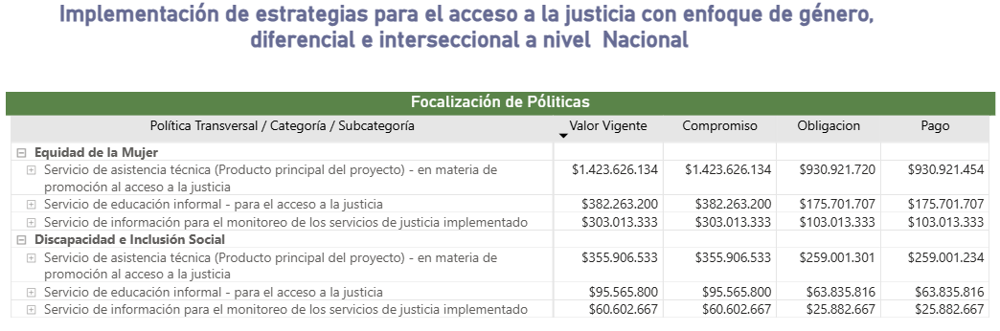 Implementación de estrategias para el acceso a la justicia con enfoque de género,
diferencial e interseccional a nivel Nacional
Focalización de Póliticas
Política Transversal / Categoría / Subcategoría Valor Vigente Compromiso Obligacion Pago
Equidad de la Mujer
Servicio de asistencia técnica (Producto principal del proyecto) - en materia de $1.423.626.134 $1.423.626.134 $930.921.720 $930.921.454
promoción al acceso a la justicia
Servicio de educación informal - para el acceso a la justicia $382.263.200 $382.263.200 $175.701.707 $175.701.707
Servicio de información para el monitoreo de los servicios de justicia implementado $303.013.333 $303.013.333 $103.013.333 $103.013.333
Discapacidad e Inclusión Social
Servicio de asistencia técnica (Producto principal del proyecto) - en materia de $355.906.533 $355.906.533 $259.001.301 $259.001.234
promoción al acceso a la justicia
Servicio de educación informal - para el acceso a la justicia $95.565.800 $95.565.800 $63.835.816 $63.835.816
Servicio de información para el monitoreo de los servicios de justicia implementado $60.602.667 $60.602.667 $25.882.667 $25.882.667